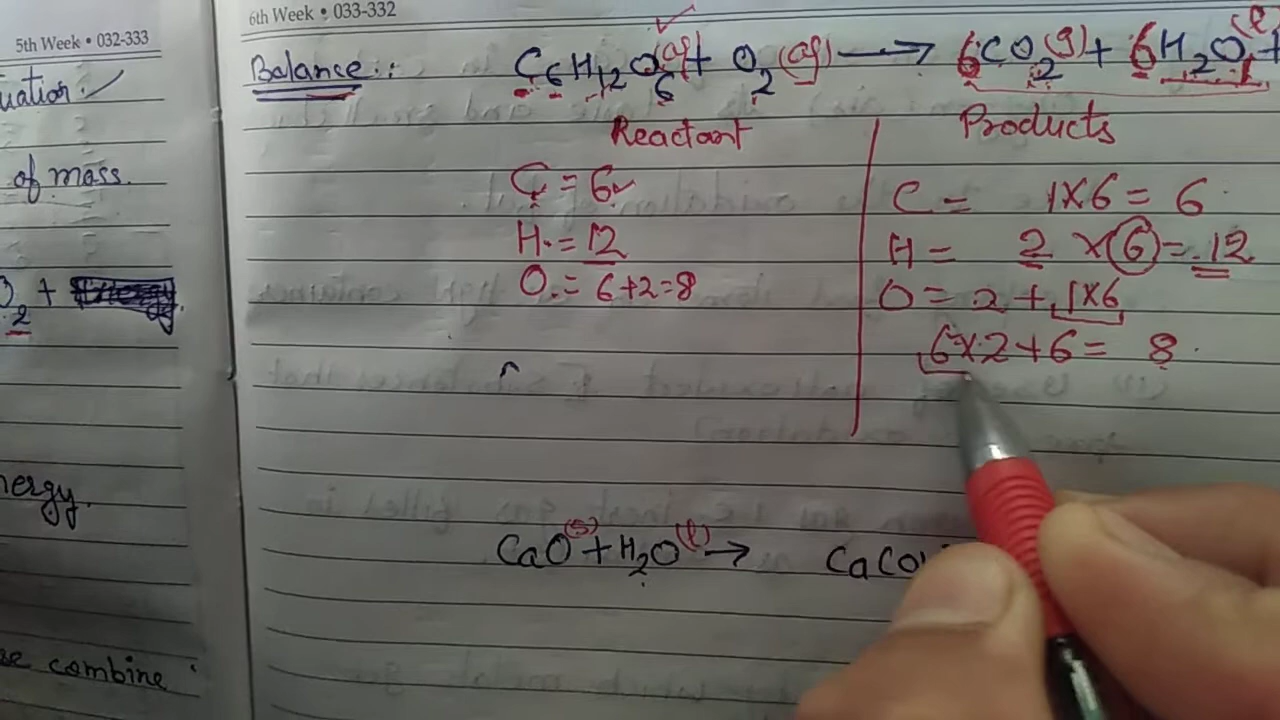 5th Week • 032-333
uation:- ✓
of mass.
O2 +
nergy.
se combine
6th Week • 033-332
Balance::
C6H12O6(aq) + O2 (aq) ⟶ 6CO2(g) + 6H2O(l) +
Reactant
Products
C = 6✓
C = 1×6 = 6
H = 12
H = 2 ×(6) = 12
O = 6+2=8
O = 2 + 1×6
6×2+6= 8
CaO(s) + H2O(l) → Ca(O